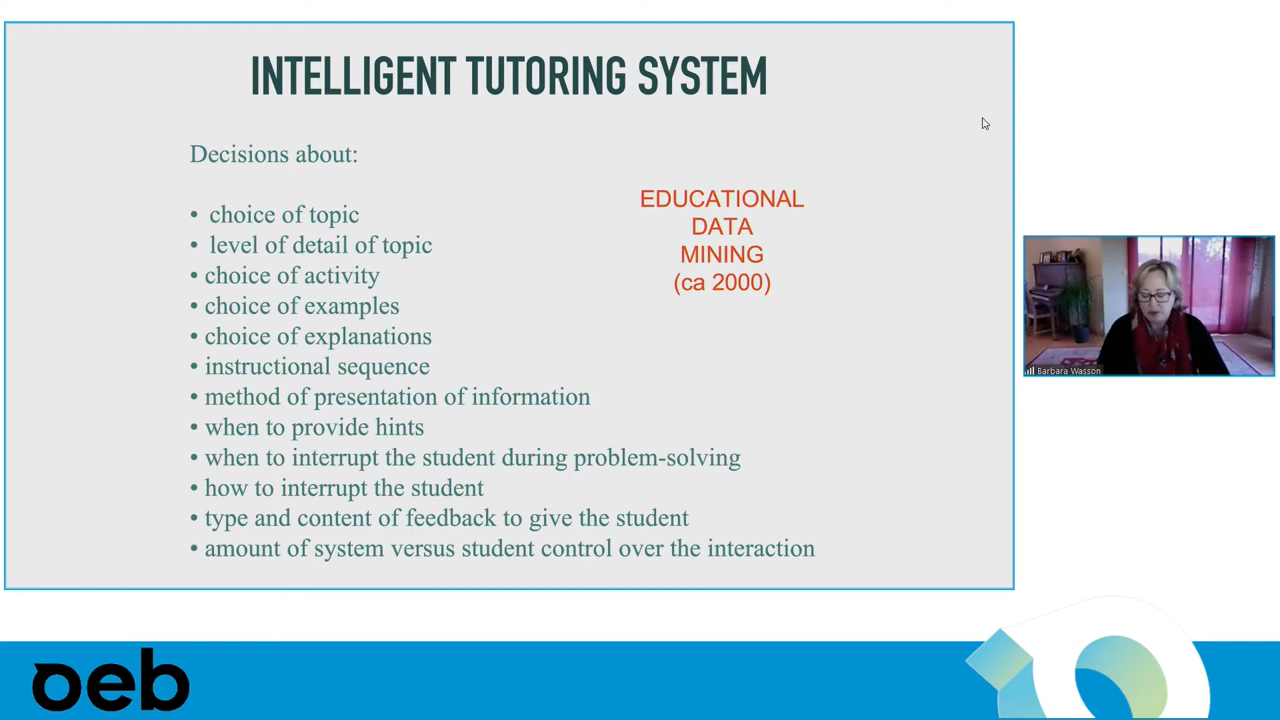 INTELLIGENT TUTORING SYSTEM
Decisions about:
• choice of topic
• level of detail of topic
• choice of activity
• choice of examples
• choice of explanations
• instructional sequence
• method of presentation of information
• when to provide hints
• when to interrupt the student during problem-solving
• how to interrupt the student
• type and content of feedback to give the student
• amount of system versus student control over the interaction
EDUCATIONAL
DATA
MINING
(ca 2000)
Barbara Wasson
oeb